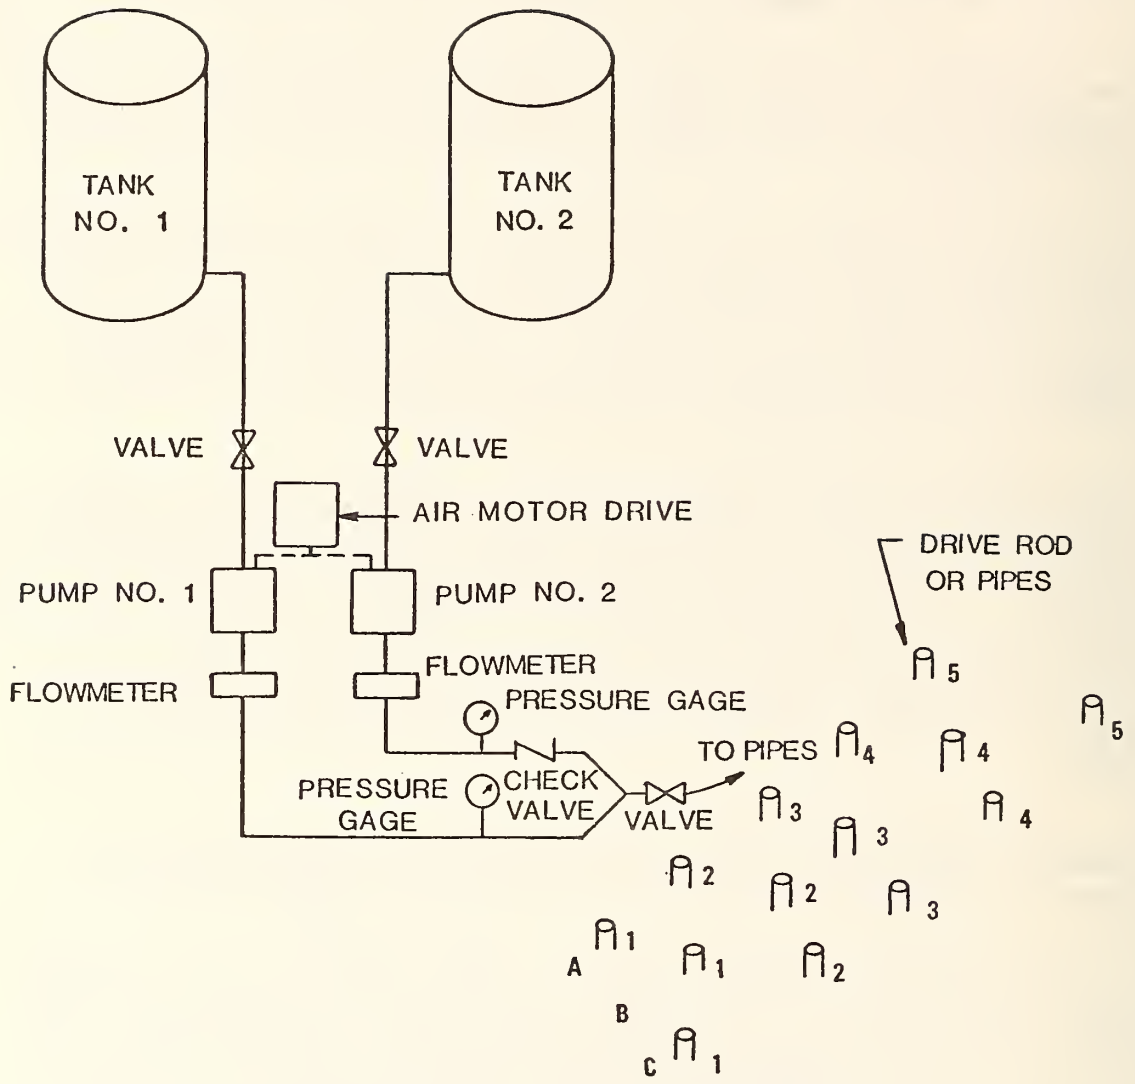 TANK
NO. 1
TANK
NO. 2
VALVE
VALVE
AIR MOTOR DRIVE
PUMP NO. 1
PUMP NO. 2
FLOWMETER
FLOWMETER
PRESSURE GAGE
PRESSURE
GAGE
CHECK
VALVE
VALVE
TO PIPES
DRIVE ROD
OR PIPES
5
5
4
4
4
3
3
3
2
2
2
A
1
1
B
C
1